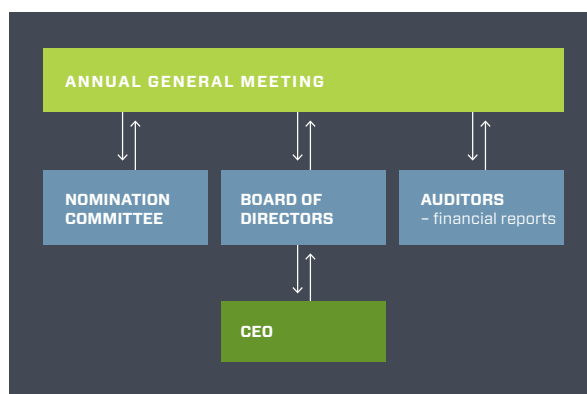 ANNUAL GENERAL MEETING
NOMINATION
COMMITTEE
BOARD OF
DIRECTORS
AUDITORS
– financial reports
CEO